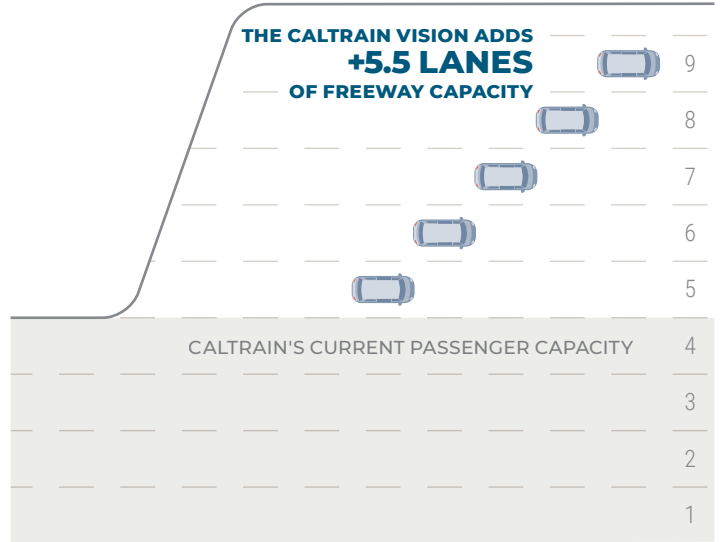 THE CALTRAIN VISION ADDS
+5.5 LANES
9
OF FREEWAY CAPACITY
8
7
6
5
CALTRAIN'S CURRENT PASSENGER CAPACITY
4
3
2
1